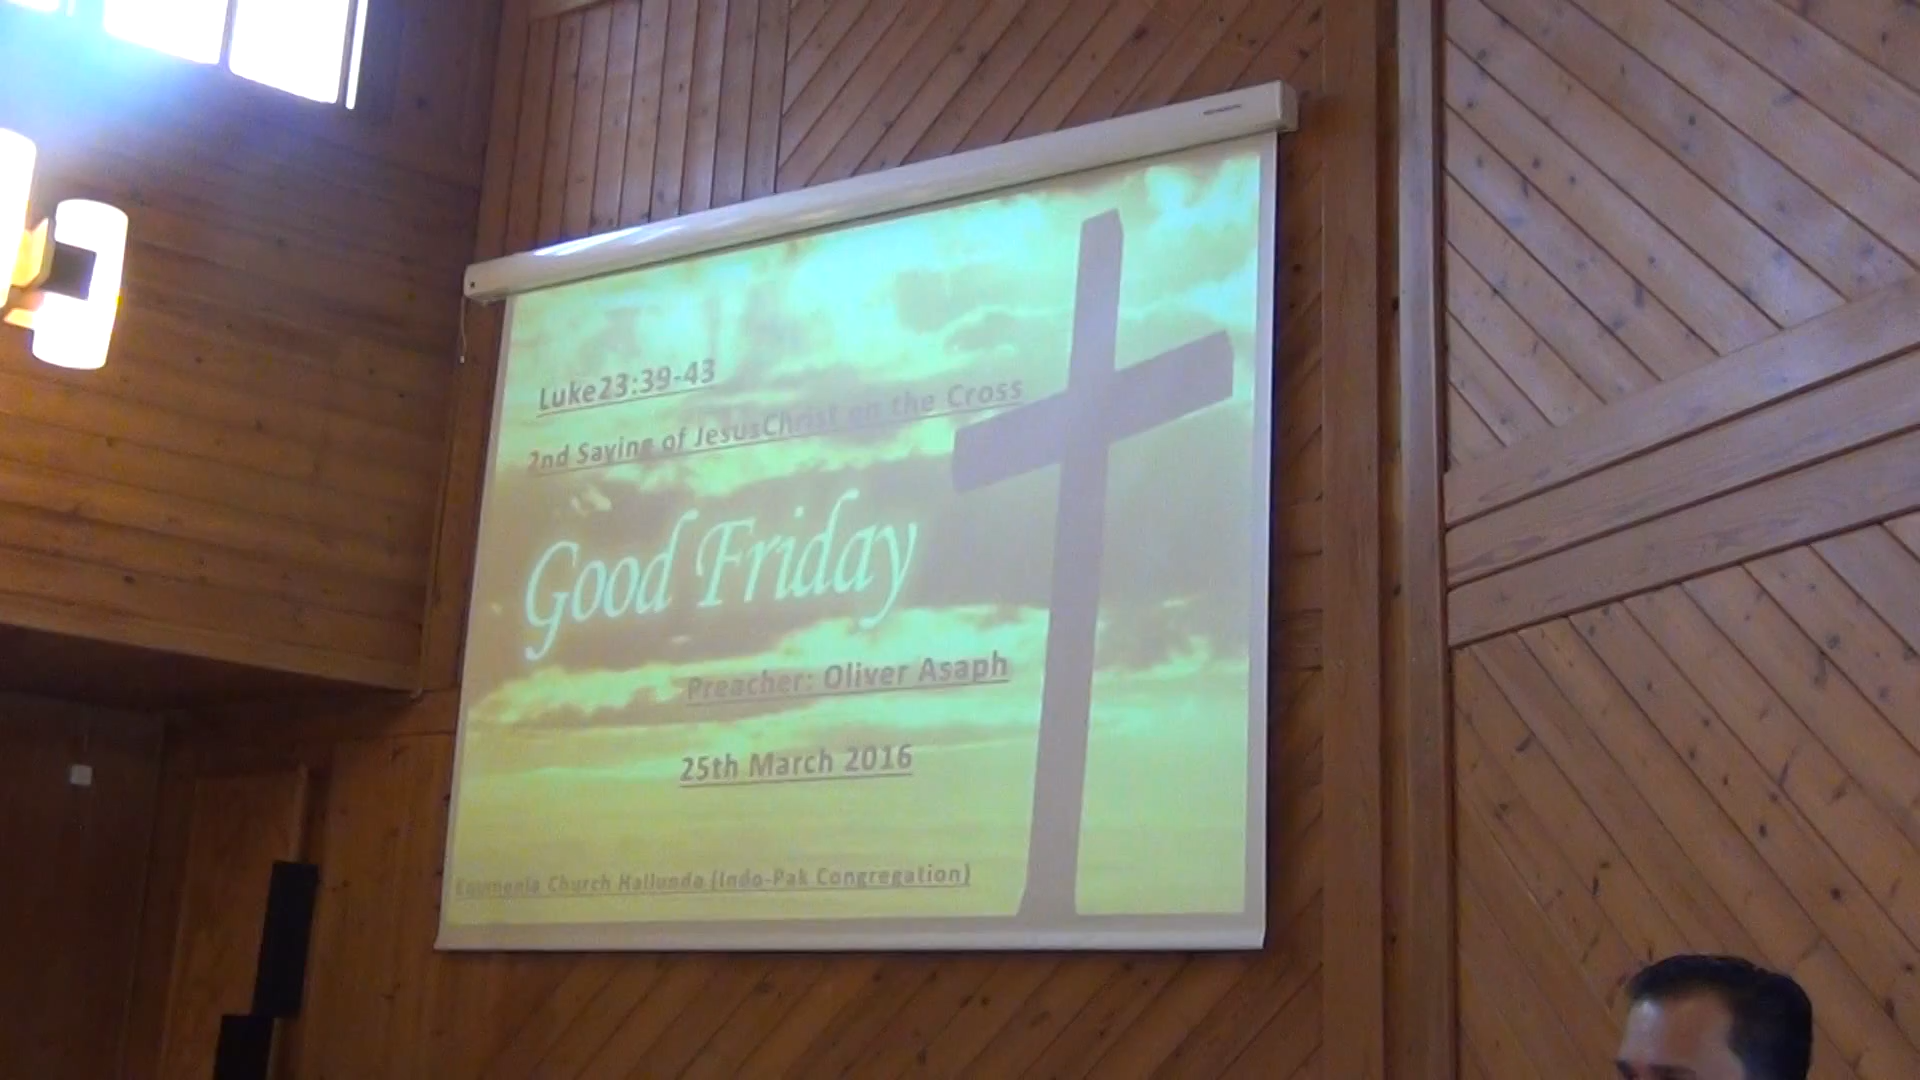 Luke23:39-43
2nd Saying of JesusChrist on the Cross
Good Friday
Preacher: Oliver Asaph
25th March 2016
Equmenia Church Hallunda (Indo-Pak Congregation)